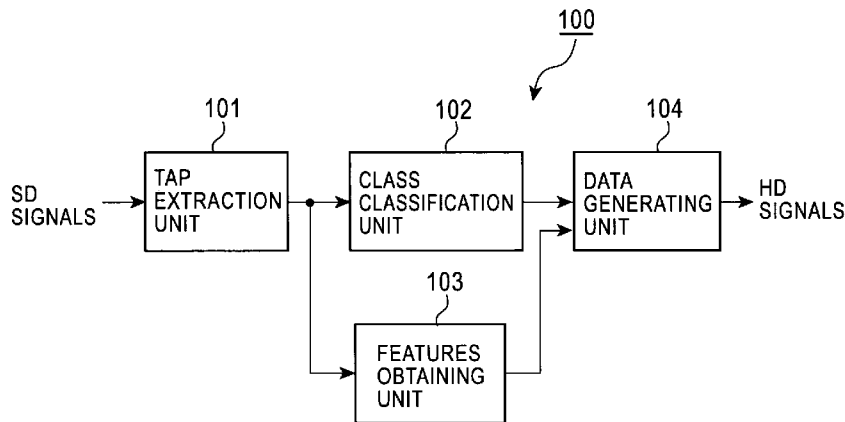 100
101
102
104
SD
SIGNALS
TAP
EXTRACTION
UNIT
CLASS
CLASSIFICATION
UNIT
DATA
GENERATING
UNIT
HD
SIGNALS
103
FEATURES
OBTAINING
UNIT